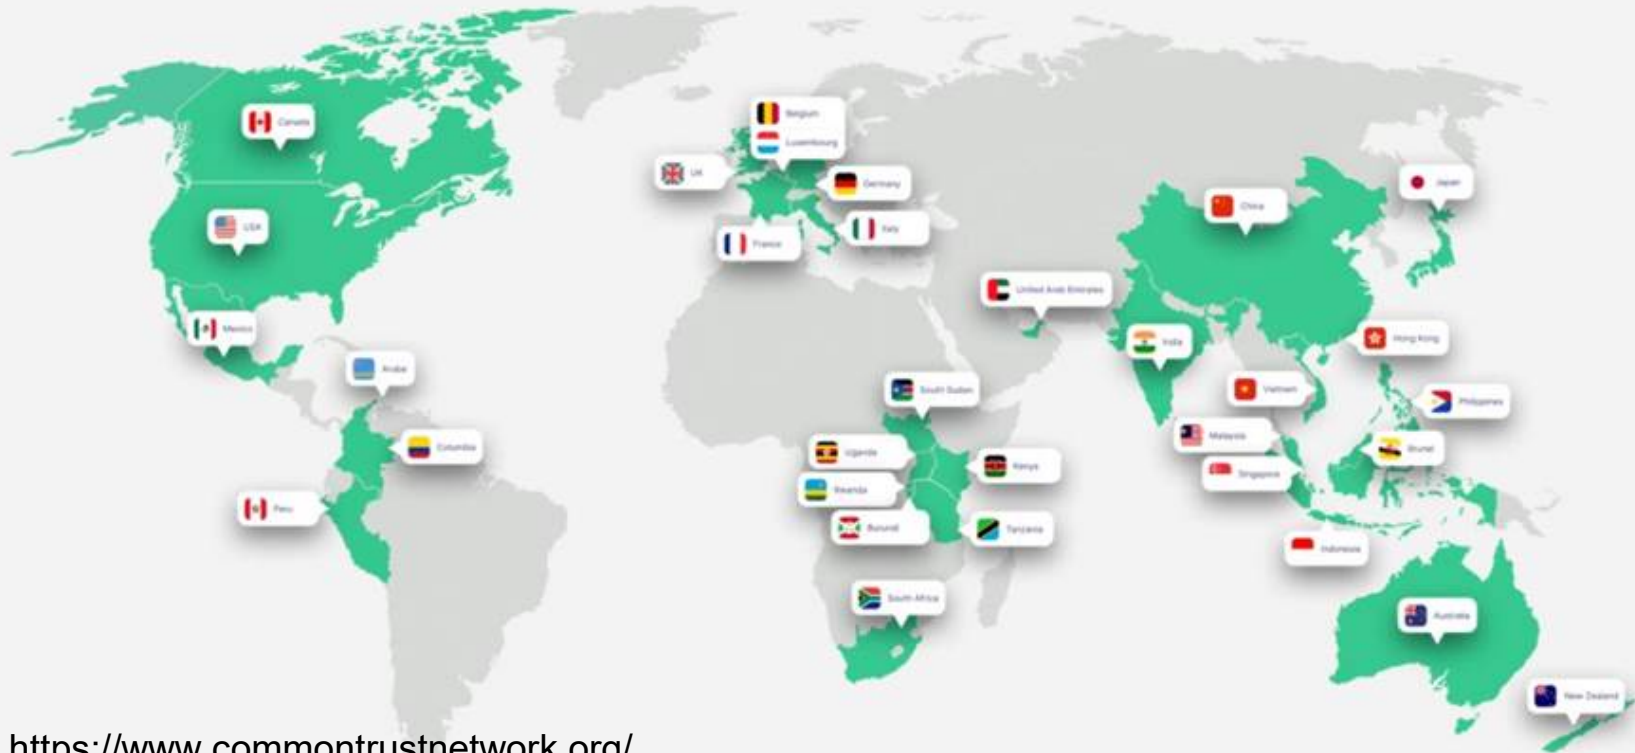 Canada
USA
Mexico
Aruba
Columbia
Peru
Belgium
Luxembourg
UK
Germany
France
Italy
South Sudan
Uganda
Kenya
Rwanda
Burundi
Tanzania
South Africa
United Arab Emirates
China
Japan
India
Hong Kong
Vietnam
Philippines
Malaysia
Brunei
Singapore
Indonesia
Australia
New Zealand
https://www.commontrustnetwork.org/